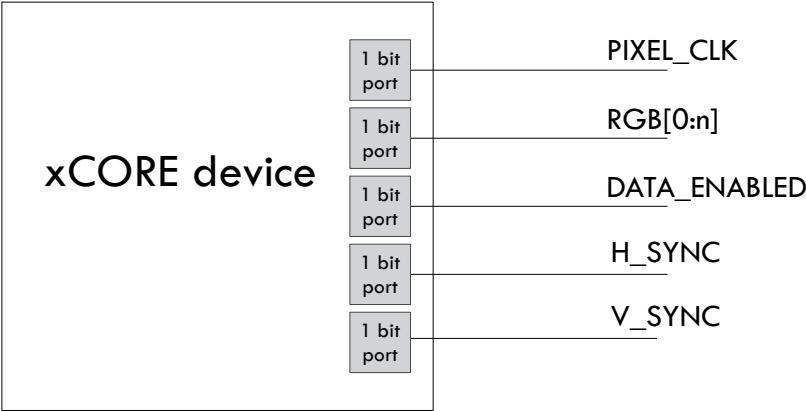 xCORE device
1 bit
port
PIXEL_CLK
1 bit
port
RGB[0:n]
1 bit
port
DATA_ENABLED
1 bit
port
H_SYNC
1 bit
port
V_SYNC